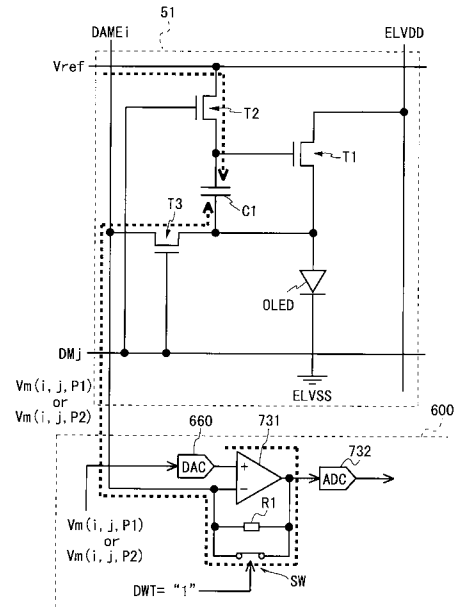 51
DAMEi
ELVDD
Vref
T2
T1
C1
T3
OLED
DMj
ELVSS
Vm(i, j, P1)
or
Vm(i, j, P2)
600
660
731
732
DAC
+
−
ADC
R1
Vm(i, j, P1)
or
Vm(i, j, P2)
SW
DWT= “1”